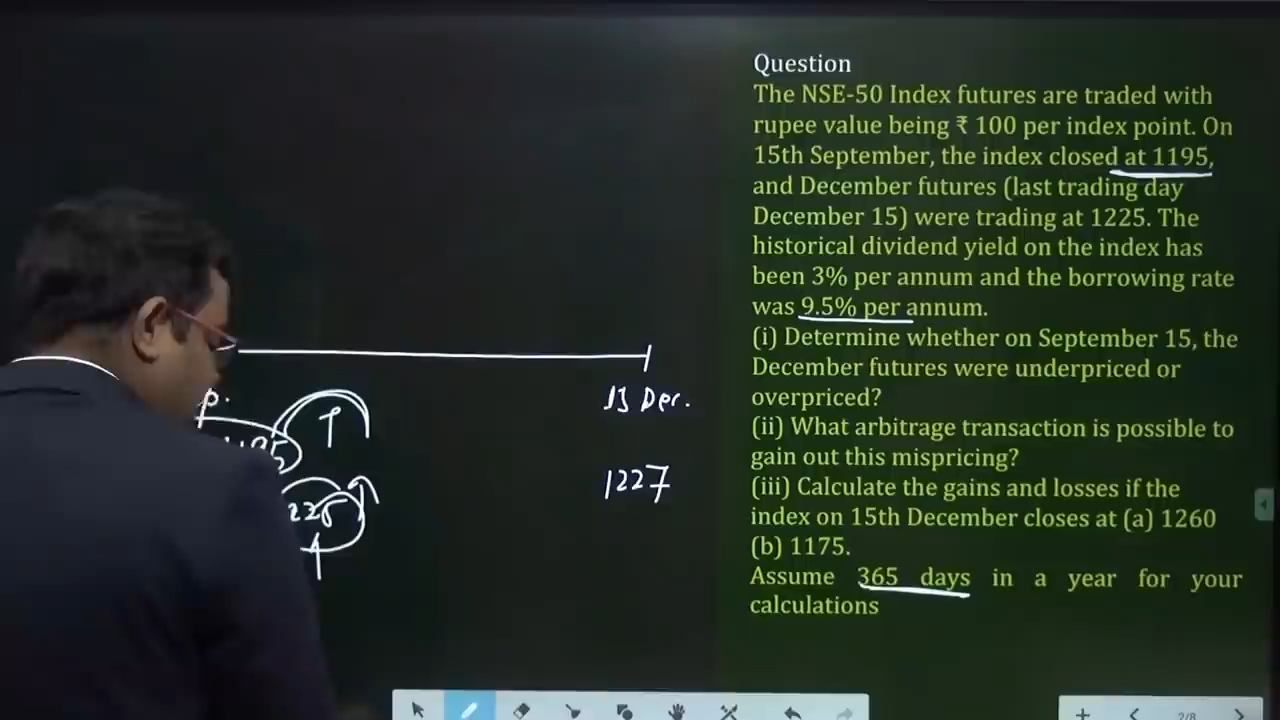 Question
The NSE-50 Index futures are traded with
rupee value being ₹ 100 per index point. On
15th September, the index closed at 1195,
and December futures (last trading day
December 15) were trading at 1225. The
historical dividend yield on the index has
been 3% per annum and the borrowing rate
was 9.5% per annum.
(i) Determine whether on September 15, the
December futures were underpriced or
overpriced?
(ii) What arbitrage transaction is possible to
gain out this mispricing?
(iii) Calculate the gains and losses if the
index on 15th December closes at (a) 1260
(b) 1175.
Assume 365 days in a year for your
calculations
p.
15 Dec.
1227
2/8